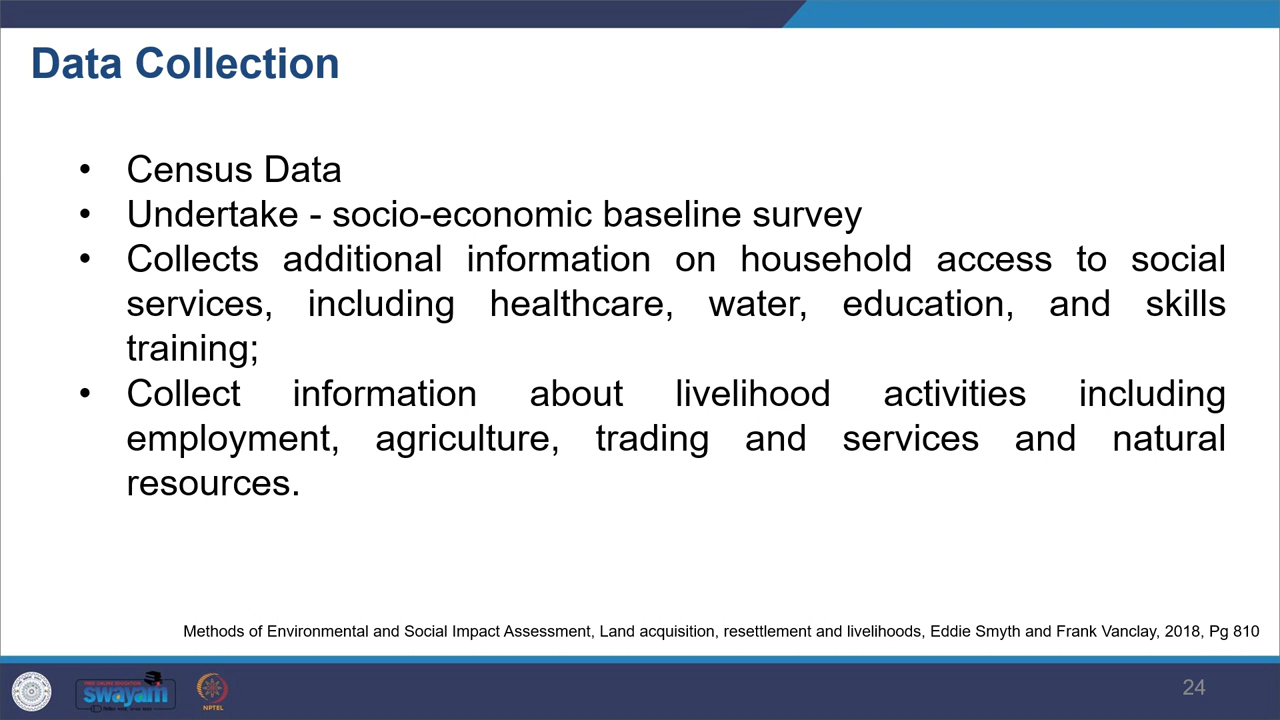 Data Collection
• Census Data
• Undertake - socio-economic baseline survey
• Collects additional information on household access to social
services, including healthcare, water, education, and skills
training;
• Collect information about livelihood activities including
employment, agriculture, trading and services and natural
resources.
Methods of Environmental and Social Impact Assessment, Land acquisition, resettlement and livelihoods, Eddie Smyth and Frank Vanclay, 2018, Pg 810
FREE ONLINE EDUCATION
swayam
NPTEL
24